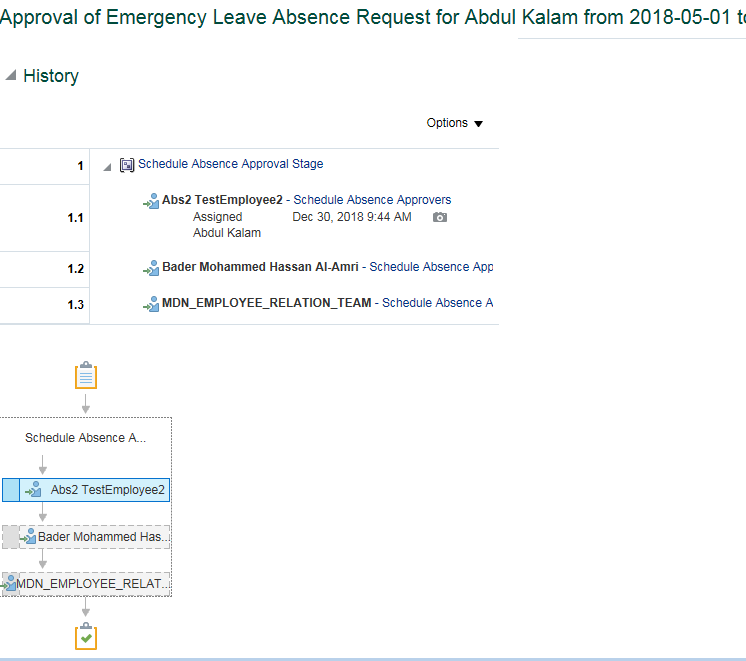 Approval of Emergency Leave Absence Request for Abdul Kalam from 2018-05-01 to
History
Options
1 Schedule Absence Approval Stage
1.1 Abs2 TestEmployee2 - Schedule Absence Approvers
Assigned Dec 30, 2018 9:44 AM
Abdul Kalam
1.2 Bader Mohammed Hassan Al-Amri - Schedule Absence App
1.3 MDN_EMPLOYEE_RELATION_TEAM - Schedule Absence A
Schedule Absence A...
Abs2 TestEmployee2
Bader Mohammed Has...
MDN_EMPLOYEE_RELAT...